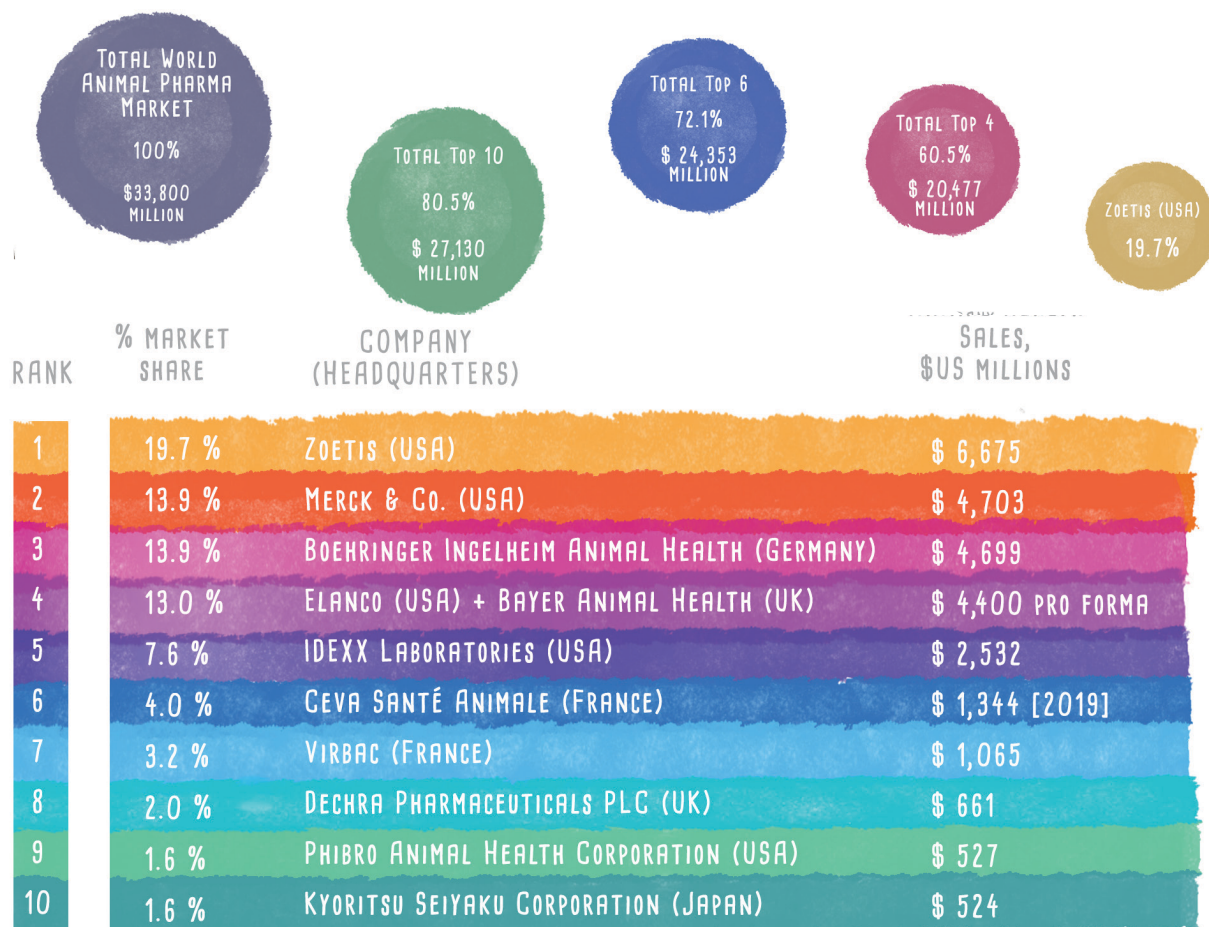 TOTAL WORLD
ANIMAL PHARMA
MARKET
100%
$33,800
MILLION
TOTAL TOP 10
80.5%
$ 27,130
MILLION
TOTAL TOP 6
72.1%
$ 24,353
MILLION
TOTAL TOP 4
60.5%
$ 20,477
MILLION
ZOETIS (USA)
19.7%
RANK
% MARKET
SHARE
COMPANY
(HEADQUARTERS)
SALES,
$US MILLIONS
1 19.7 % ZOETIS (USA) $ 6,675
2 13.9 % MERCK & CO. (USA) $ 4,703
3 13.9 % BOEHRINGER INGELHEIM ANIMAL HEALTH (GERMANY) $ 4,699
4 13.0 % ELANCO (USA) + BAYER ANIMAL HEALTH (UK) $ 4,400 PRO FORMA
5 7.6 % IDEXX LABORATORIES (USA) $ 2,532
6 4.0 % CEVA SANTÉ ANIMALE (FRANCE) $ 1,344 [2019]
7 3.2 % VIRBAC (FRANCE) $ 1,065
8 2.0 % DECHRA PHARMACEUTICALS PLC (UK) $ 661
9 1.6 % PHIBRO ANIMAL HEALTH CORPORATION (USA) $ 527
10 1.6 % KYORITSU SEIYAKU CORPORATION (JAPAN) $ 524